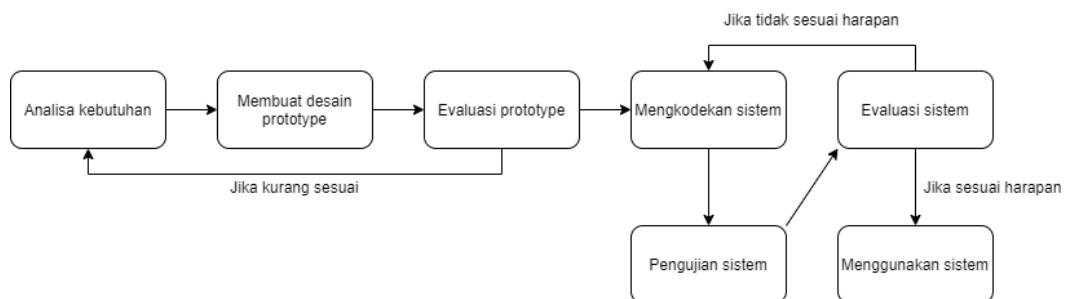 Jika tidak sesuai harapan
Analisa kebutuhan
Membuat desain
prototype
Evaluasi prototype
Mengkodekan sistem
Evaluasi sistem
Jika kurang sesuai
Jika sesuai harapan
Pengujian sistem
Menggunakan sistem